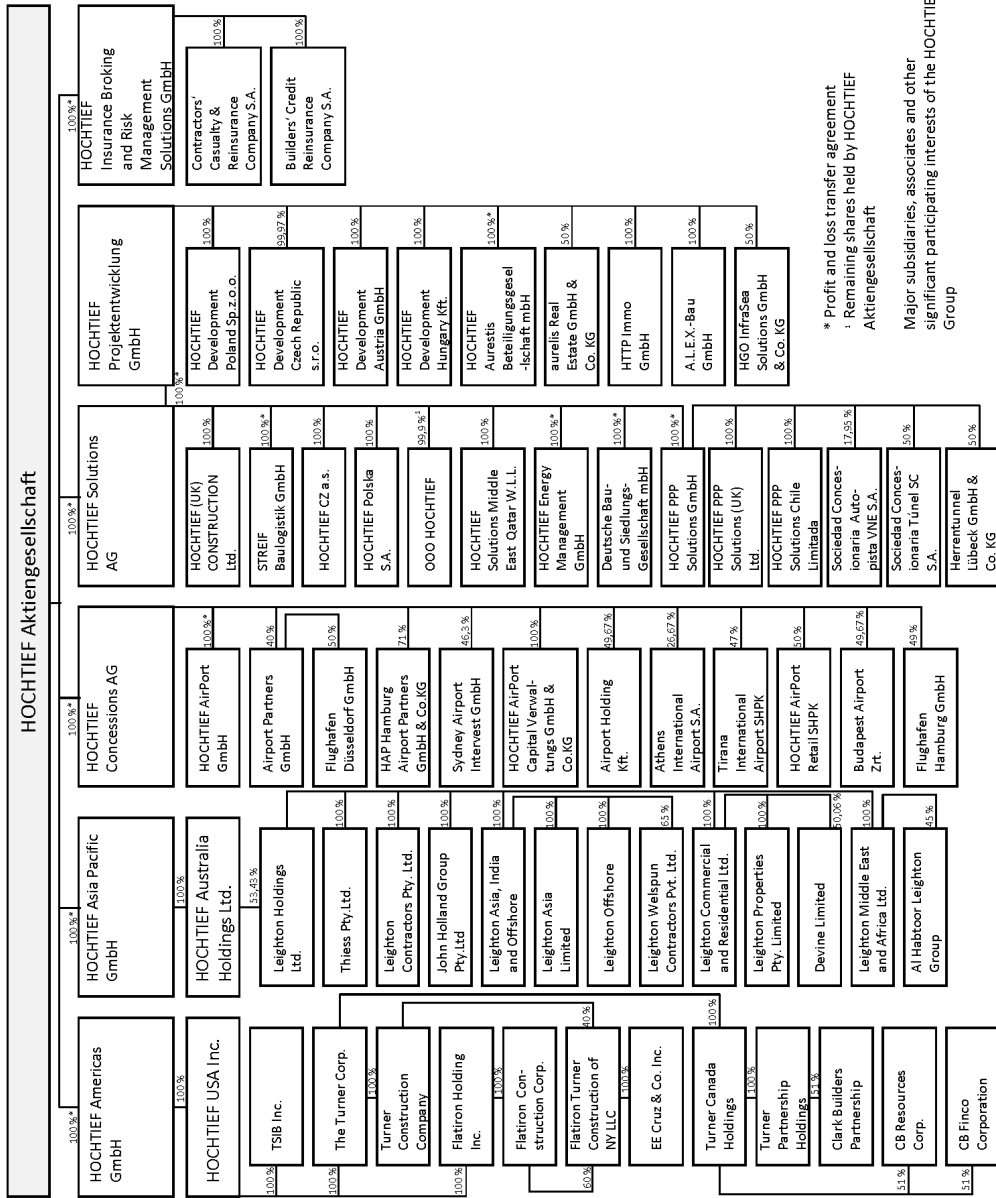 HOCHTIEF Aktiengesellschaft
100 %*
HOCHTIEF Americas
GmbH
100 %
HOCHTIEF USA Inc.
100 %
TSIB Inc.
100 %
The Turner Corp.
100 %
Turner
Construction
Company
100 %
Flatiron Holding
Inc.
100 %
Flatiron Con-
struction Corp.
60 %
40 %
Flatiron Turner
Construction of
NY LLC
100 %
EE Cruz & Co. Inc.
100 %
Turner Canada
Holdings
100 %
Turner
Partnership
Holdings
51 %
Clark Builders
Partnership
51 %
CB Resources
Corp.
51 %
CB Finco
Corporation
100 %*
HOCHTIEF Asia Pacific
GmbH
100 %
HOCHTIEF Australia
Holdings Ltd.
53,43 %
Leighton Holdings
Ltd.
100 %
Thiess Pty.Ltd.
100 %
Leighton
Contractors Pty. Ltd.
100 %
John Holland Group
Pty.Ltd
100 %
Leighton Asia, India
and Offshore
100 %
Leighton Asia
Limited
100 %
Leighton Offshore
65 %
Leighton Welspun
Contractors Pvt. Ltd.
100 %
Leighton Commercial
and Residential Ltd.
100 %
Leighton Properties
Pty. Limited
50,06 %
Devine Limited
100 %
Leighton Middle East
and Africa Ltd.
45 %
Al Habtoor Leighton
Group
100 %*
HOCHTIEF
Concessions AG
100 %*
HOCHTIEF AirPort
GmbH
40 %
Airport Partners
GmbH
50 %
Flughafen
Düsseldorf GmbH
71 %
HAP Hamburg
Airport Partners
GmbH & Co.KG
46,3 %
Sydney Airport
Intervest GmbH
100 %
HOCHTIEF AirPort
Capital Verwal-
tungs GmbH &
Co.KG
49,67 %
Airport Holding
Kft.
26,67 %
Athens
International
Airport S.A.
47 %
Tirana
International
Airport SHPK
50 %
HOCHTIEF AirPort
Retail SHPK
49,67 %
Budapest Airport
Zrt.
49 %
Flughafen
Hamburg GmbH
100 %*
HOCHTIEF Solutions
AG
100 %
HOCHTIEF (UK)
CONSTRUCTION
Ltd.
100 %*
STREIF
Baulogistik GmbH
100 %
HOCHTIEF CZ a.s.
100 %
HOCHTIEF Polska
S.A.
99,9 %¹
OOO HOCHTIEF
100 %
HOCHTIEF
Solutions Middle
East Qatar W.L.L.
100 %*
HOCHTIEF Energy
Management
GmbH
100 %*
Deutsche Bau-
und Siedlungs-
Gesellschaft mbH
100 %*
HOCHTIEF PPP
Solutions GmbH
100 %
HOCHTIEF PPP
Solutions (UK)
Ltd.
100 %
HOCHTIEF PPP
Solutions Chile
Limitada
17,95 %
Sociedad Conces-
ionaria Auto-
pista VNE S.A.
50 %
Sociedad Conces-
ionaria Túnel SC
S.A.
50 %
Herrentunnel
Lübeck GmbH &
Co. KG
100 %*
HOCHTIEF
Projektentwicklung
GmbH
100 %
HOCHTIEF
Development
Poland Sp.z.o.o.
99,97 %
HOCHTIEF
Development
Czech Republic
s.r.o.
100 %
HOCHTIEF
Development
Austria GmbH
100 %
HOCHTIEF
Development
Hungary Kft.
100 %*
HOCHTIEF
Aurestis
Beteiligungsgesel
-lschaft mbH
50 %
aurelis Real
Estate GmbH &
Co. KG
100 %
HTTP Immo
GmbH
100 %
A.L.E.X.-Bau
GmbH
50 %
HGO InfraSea
Solutions GmbH
& Co. KG
100 %*
HOCHTIEF
Insurance Broking
and Risk
Management
Solutions GmbH
100 %
Contractors'
Casualty &
Reinsurance
Company S.A.
100 %
Builders' Credit
Reinsurance
Company S.A.
* Profit and loss transfer agreement
¹ Remaining shares held by HOCHTIEF
Aktiengesellschaft
Major subsidiaries, associates and other
significant participating interests of the HOCHTIEF
Group